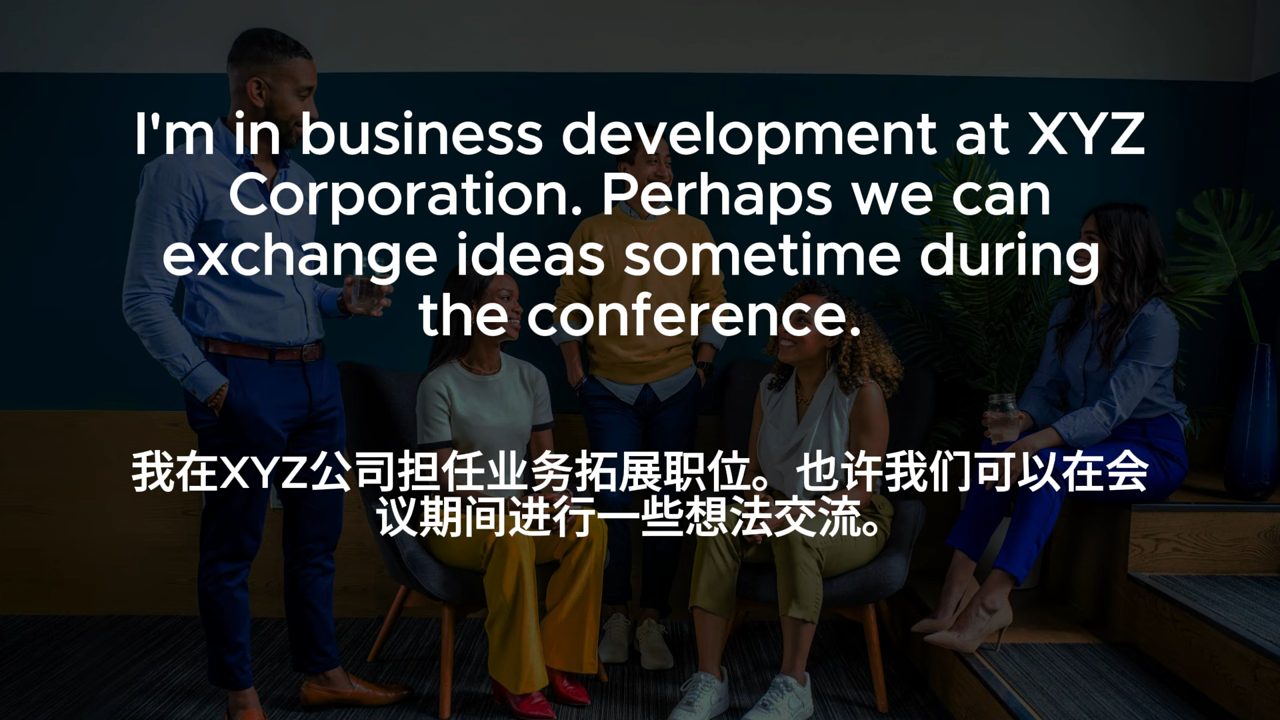 I'm in business development at XYZ
Corporation. Perhaps we can
exchange ideas sometime during
the conference.
我在XYZ公司担任业务拓展职位。也许我们可以在会
议期间进行一些想法交流。